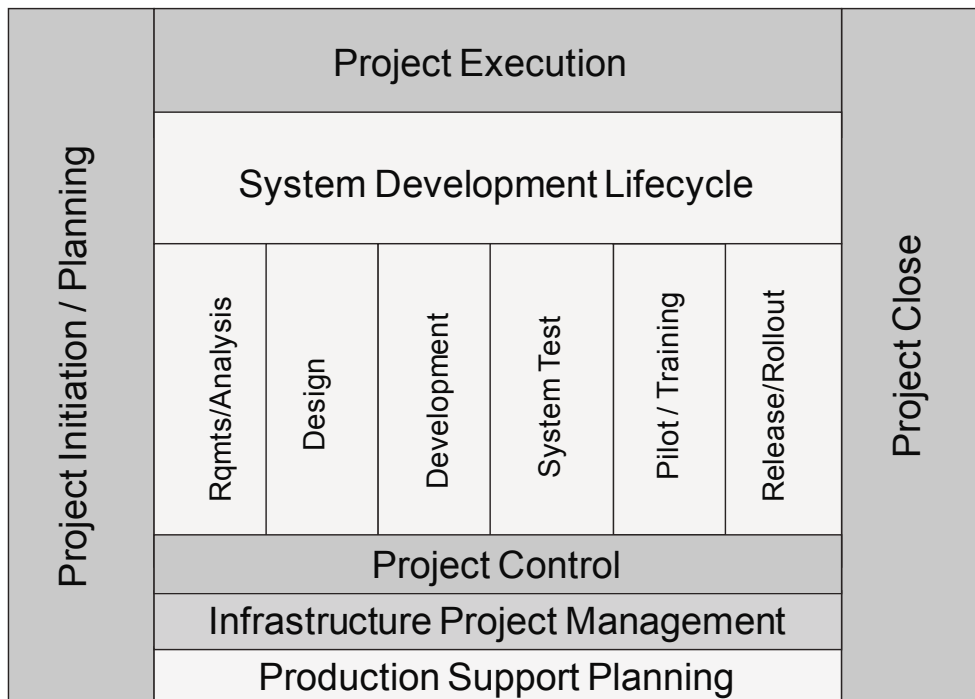 Project Initiation / Planning
Project Execution
System Development Lifecycle
Rqmts/Analysis
Design
Development
System Test
Pilot / Training
Release/Rollout
Project Control
Infrastructure Project Management
Production Support Planning
Project Close